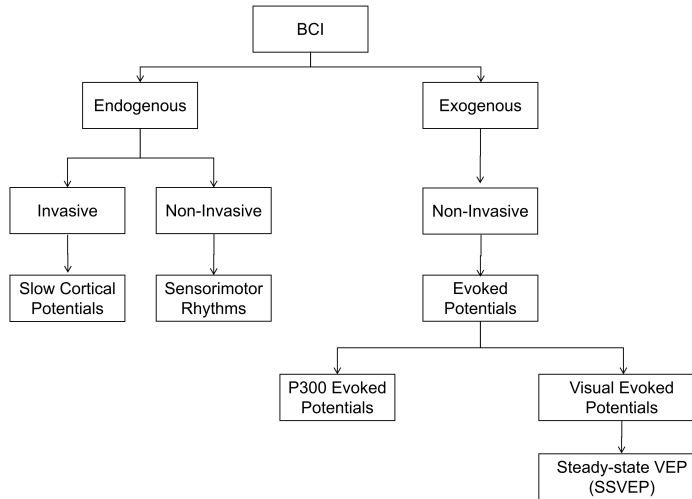 BCI
Endogenous
Exogenous
Invasive
Non-Invasive
Non-Invasive
Slow Cortical
Potentials
Sensorimotor
Rhythms
Evoked
Potentials
P300 Evoked
Potentials
Visual Evoked
Potentials
Steady-state VEP
(SSVEP)